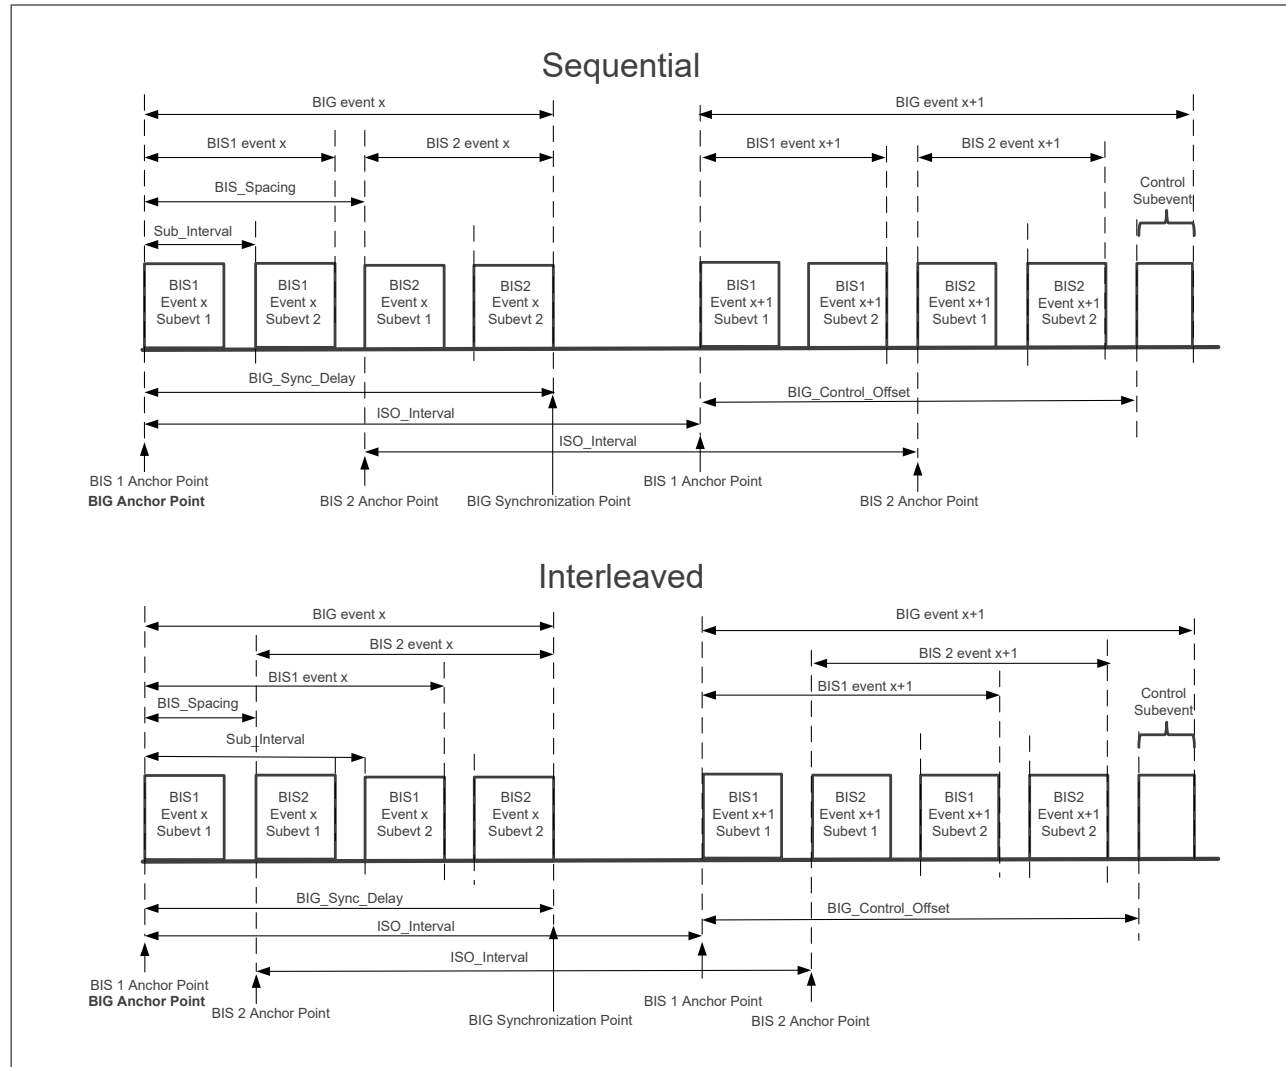 Sequential
BIG event x
BIG event x+1
BIS1 event x
BIS 2 event x
BIS1 event x+1
BIS 2 event x+1
BIS_Spacing
Control
Subevent
Sub_Interval
BIS1
Event x
Subevt 1
BIS1
Event x
Subevt 2
BIS2
Event x
Subevt 1
BIS2
Event x
Subevt 2
BIS1
Event x+1
Subevt 1
BIS1
Event x+1
Subevt 2
BIS2
Event x+1
Subevt 1
BIS2
Event x+1
Subevt 2
BIG_Sync_Delay
BIG_Control_Offset
ISO_Interval
ISO_Interval
BIS 1 Anchor Point
BIG Anchor Point
BIS 2 Anchor Point
BIG Synchronization Point
BIS 1 Anchor Point
BIS 2 Anchor Point
Interleaved
BIG event x
BIG event x+1
BIS 2 event x
BIS 2 event x+1
BIS1 event x
BIS1 event x+1
BIS_Spacing
Control
Subevent
Sub_Interval
BIS1
Event x
Subevt 1
BIS2
Event x
Subevt 1
BIS1
Event x
Subevt 2
BIS2
Event x
Subevt 2
BIS1
Event x+1
Subevt 1
BIS2
Event x+1
Subevt 1
BIS1
Event x+1
Subevt 2
BIS2
Event x+1
Subevt 2
BIG_Sync_Delay
BIG_Control_Offset
ISO_Interval
ISO_Interval
BIS 1 Anchor Point
BIG Anchor Point
BIS 2 Anchor Point
BIG Synchronization Point
BIS 1 Anchor Point
BIS 2 Anchor Point